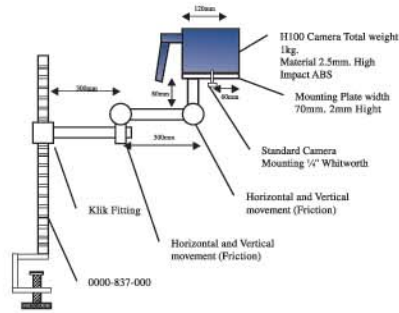 120mm
H100 Camera Total weight
1kg.
Material 2.5mm. High
Impact ABS
300mm
80mm
60mm
Mounting Plate width
70mm, 2mm Hight
300mm
Standard Camera
Mounting ¼" Whitworth
Klik Fitting
Horizontal and Vertical
movement (Friction)
Horizontal and Vertical
movement (Friction)
0000-837-000